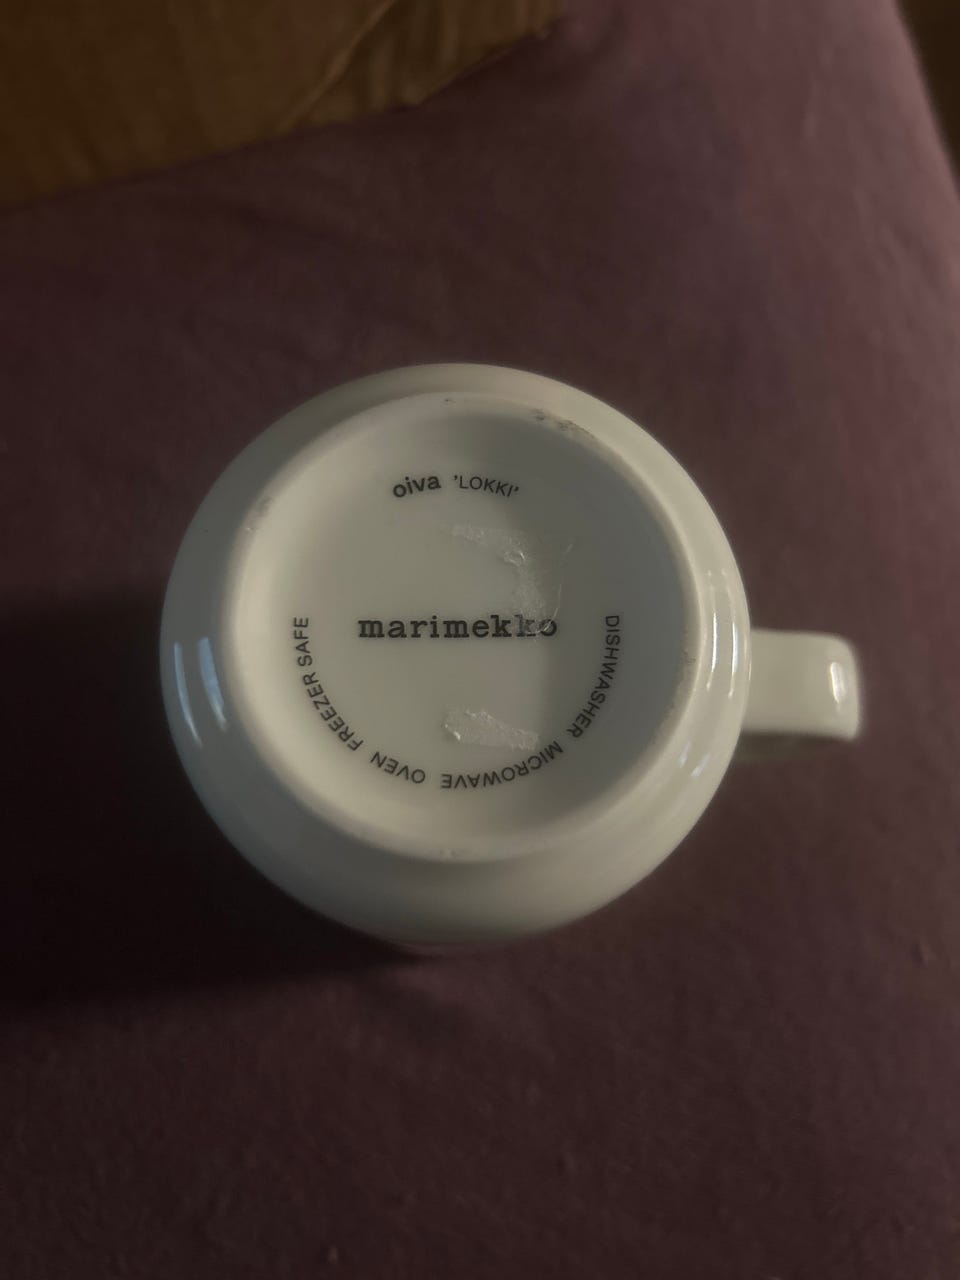 oiva 'LOKKI'
marimekko
DISHWASHER MICROWAVE OVEN FREEZER SAFE